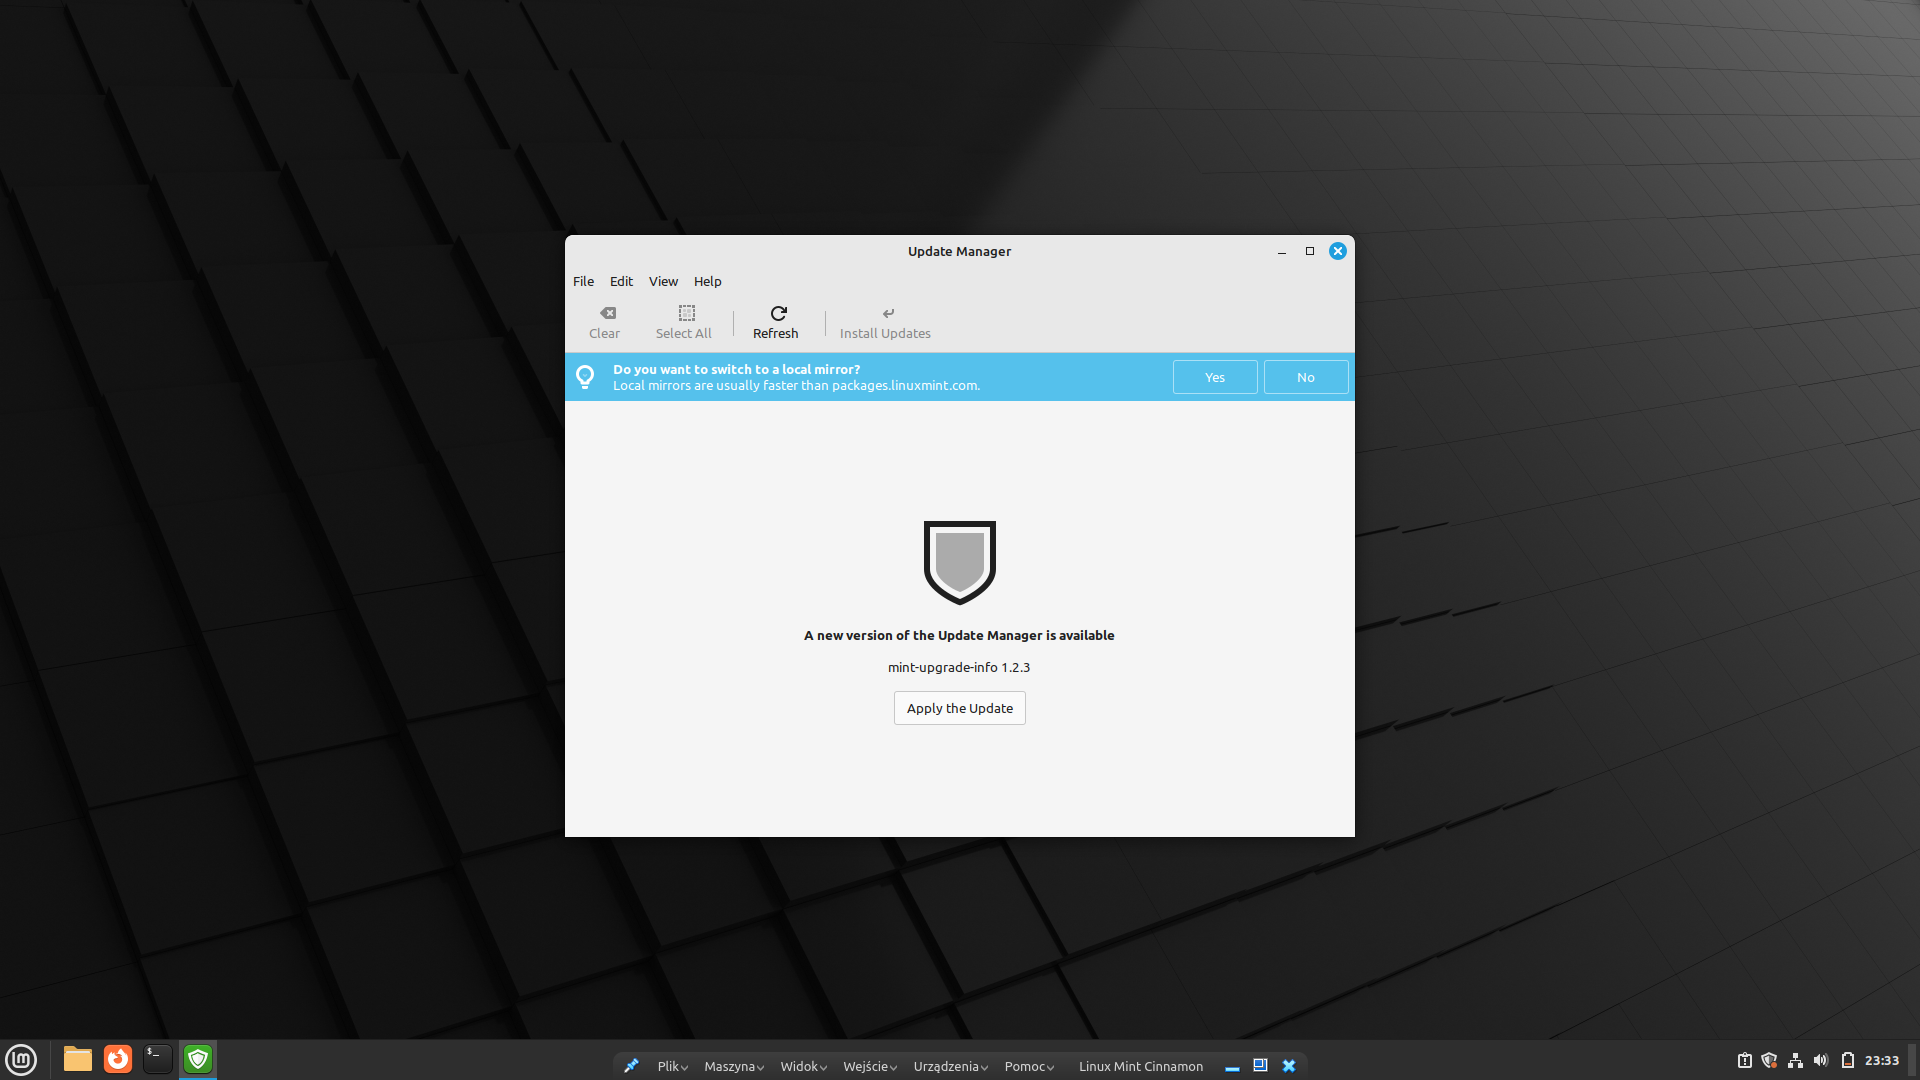 Update Manager
File Edit View Help
Clear Select All Refresh Install Updates
Do you want to switch to a local mirror?
Local mirrors are usually faster than packages.linuxmint.com.
Yes No
A new version of the Update Manager is available
mint-upgrade-info 1.2.3
Apply the Update
$_
Plik Maszyna Widok Wejście Urządzenia Pomoc Linux Mint Cinnamon
23:33